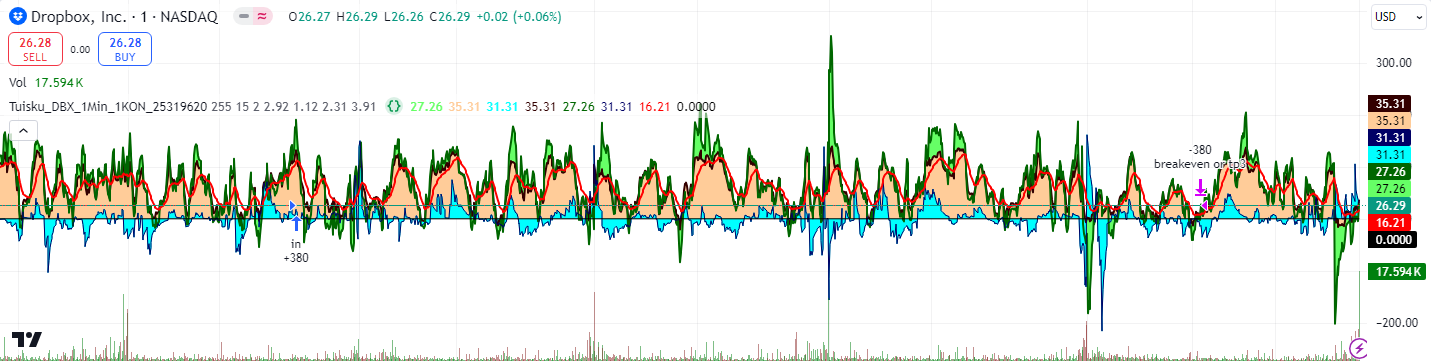 Dropbox, Inc. · 1 · NASDAQ O26.27 H26.29 L26.26 C26.29 +0.02 (+0.06%)
USD
26.28
SELL
0.00
26.28
BUY
Vol 17.594 K
Tuisku_DBX_1Min_1KON_25319620 255 15 2 2.92 1.12 2.31 3.91 {} 27.26 35.31 31.31 35.31 27.26 31.31 16.21 0.0000
300.00
35.31
35.31
31.31
31.31
27.26
27.26
26.29
16.21
0.0000
17.594 K
−200.00
-380
breakeven or tp3
in
+380